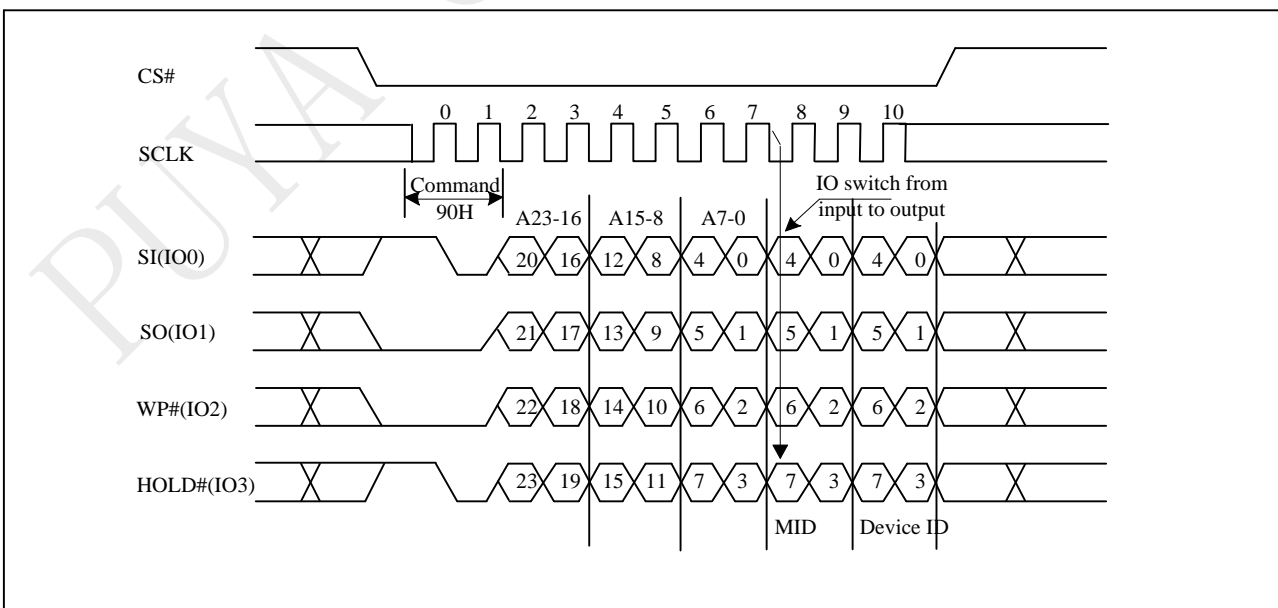 PUYA
CS#
0 1 2 3 4 5 6 7 8 9 10
SCLK
Command
90H
IO switch from
input to output
A23-16 A15-8 A7-0
SI(IO0) 20 16 12 8 4 0 4 0 4 0
SO(IO1) 21 17 13 9 5 1 5 1 5 1
WP#(IO2) 22 18 14 10 6 2 6 2 6 2
HOLD#(IO3) 23 19 15 11 7 3 7 3 7 3
MID Device ID